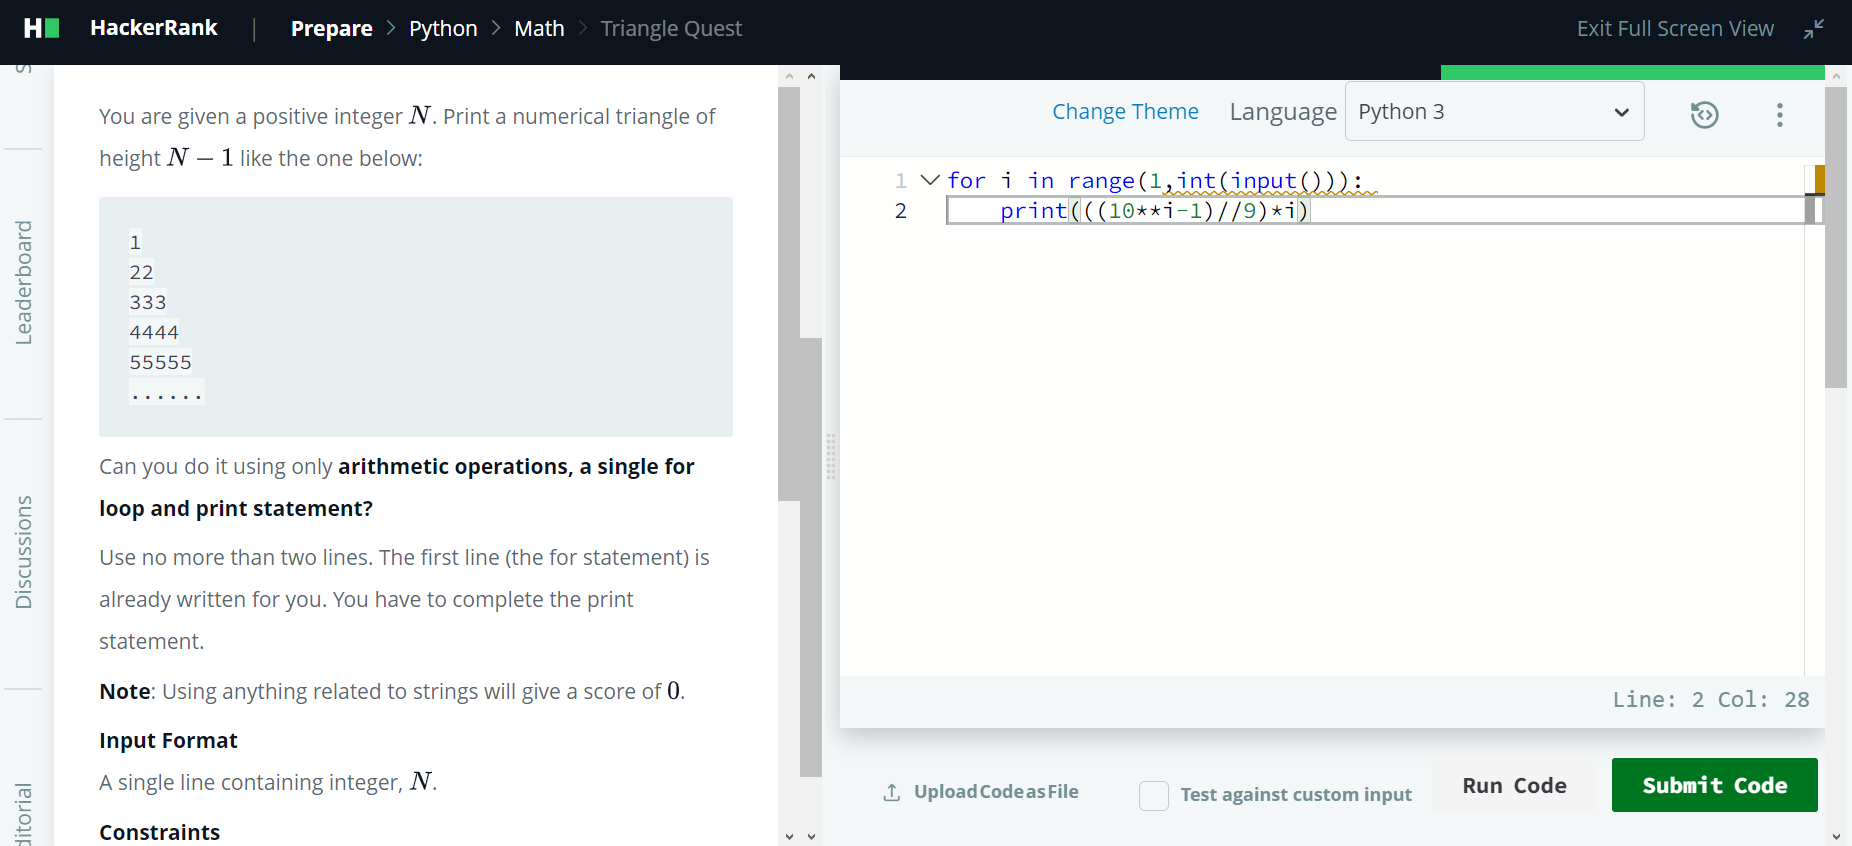 HackerRank | Prepare > Python > Math > Triangle Quest
Exit Full Screen View
Leaderboard
Discussions
You are given a positive integer N. Print a numerical triangle of
height N − 1 like the one below:
1
22
333
4444
55555
......
Can you do it using only arithmetic operations, a single for
loop and print statement?
Use no more than two lines. The first line (the for statement) is
already written for you. You have to complete the print
statement.
Note: Using anything related to strings will give a score of 0.
Input Format
A single line containing integer, N.
Constraints
Change Theme Language Python 3
1 for i in range(1,int(input())):
2 print(((10**i-1)//9)*i)
Line: 2 Col: 28
Upload Code as File
Test against custom input
Run Code
Submit Code